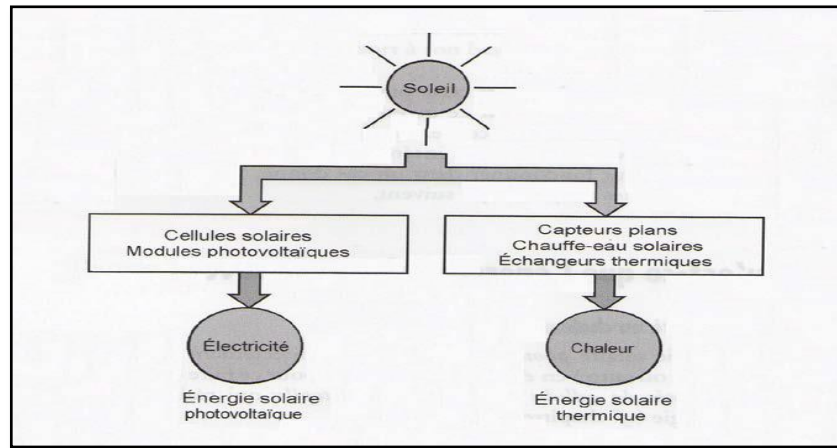 Soleil
Cellules solaires
Modules photovoltaïques
Capteurs plans
Chauffe-eau solaires
Échangeurs thermiques
Électricité
Chaleur
Énergie solaire
photovoltaïque
Énergie solaire
thermique